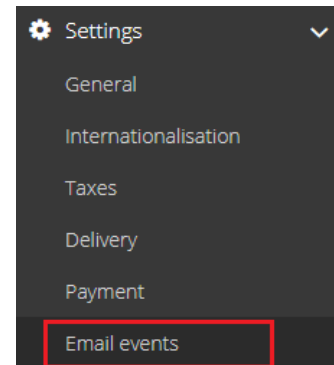 Settings
General
Internationalisation
Taxes
Delivery
Payment
Email events